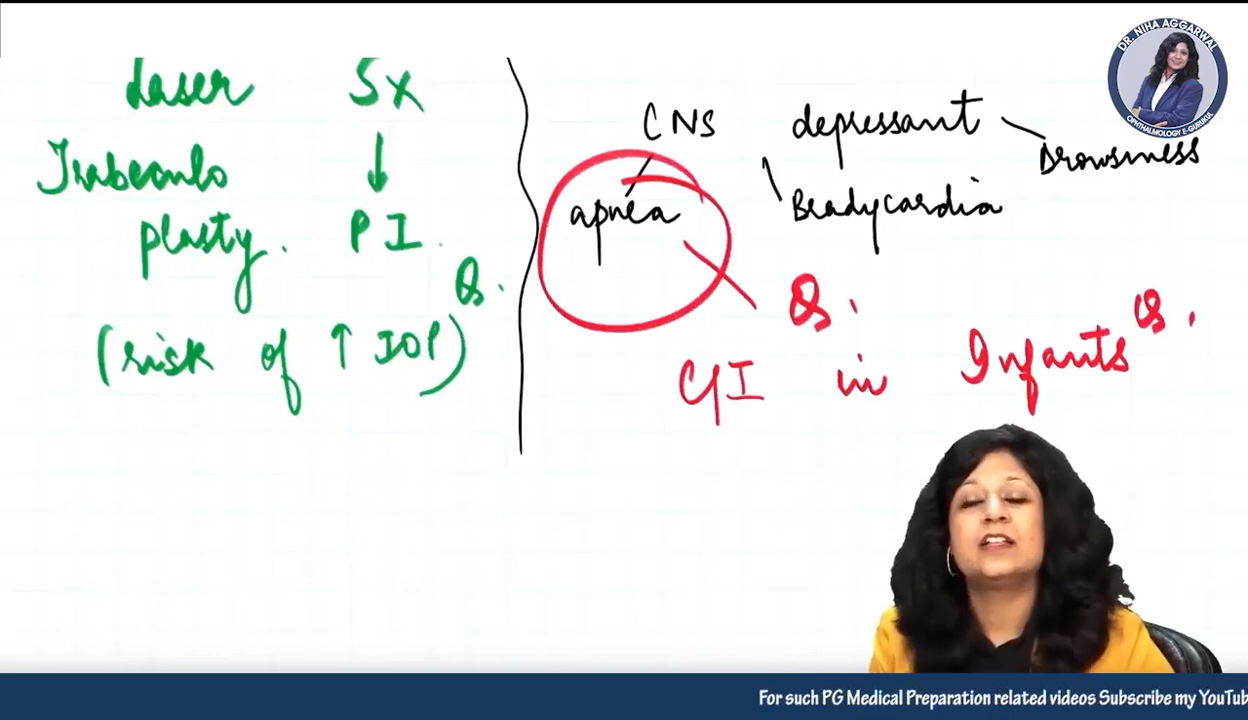 Laser Sx
Trabeculo ↓
plasty. PI.
Q.
(risk of ↑ IOP)
CNS depressant
Drowsiness
apnea Bradycardia
Q.
CI in Infants Q.
DR. NIHA AGGARWAL
OPHTHALMOLOGY E-GURUKUL
For such PG Medical Preparation related videos Subscribe my YouTub